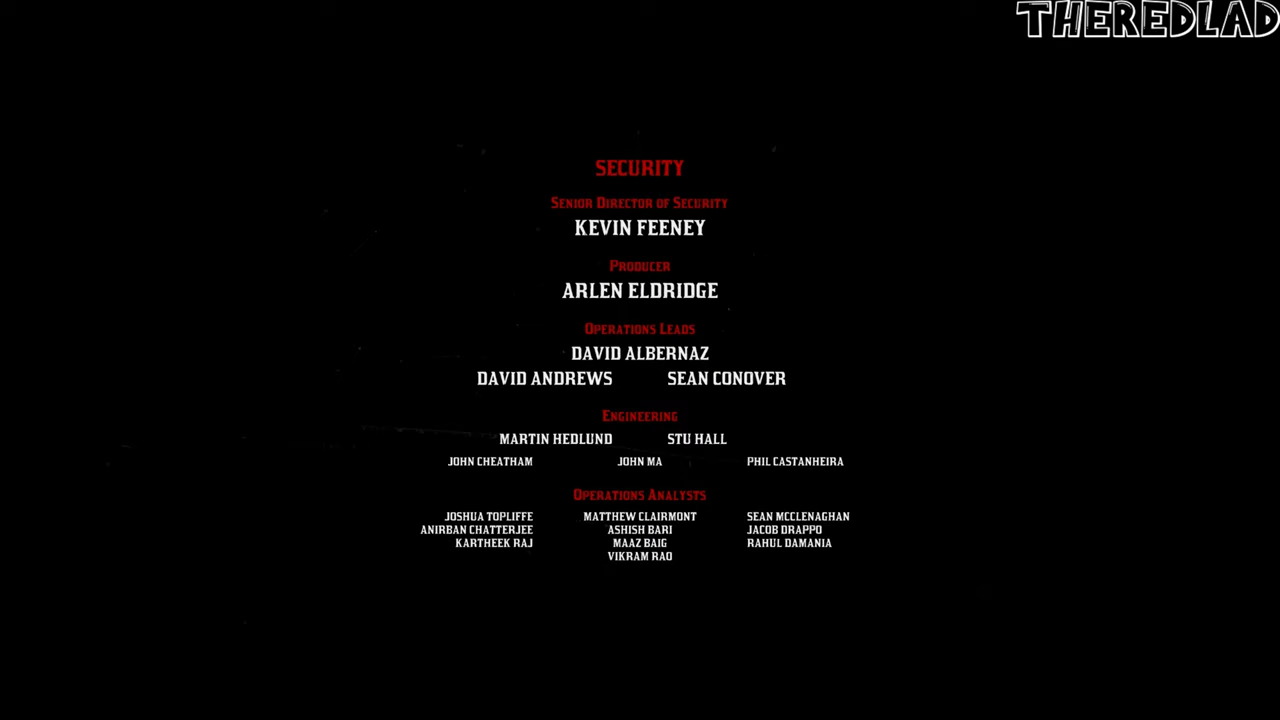 THEREDLAD
SECURITY
SENIOR DIRECTOR OF SECURITY
KEVIN FEENEY
PRODUCER
ARLEN ELDRIDGE
OPERATIONS LEADS
DAVID ALBERNAZ
DAVID ANDREWS SEAN CONOVER
ENGINEERING
MARTIN HEDLUND STU HALL
JOHN CHEATHAM JOHN MA PHIL CASTANHEIRA
OPERATIONS ANALYSTS
JOSHUA TOPLIFFE MATTHEW CLAIRMONT SEAN MCCLENAGHAN
ANIRBAN CHATTERJEE ASHISH BARI JACOB DRAPPO
KARTHEEK RAJ MAAZ BAIG RAHUL DAMANIA
VIKRAM RAO